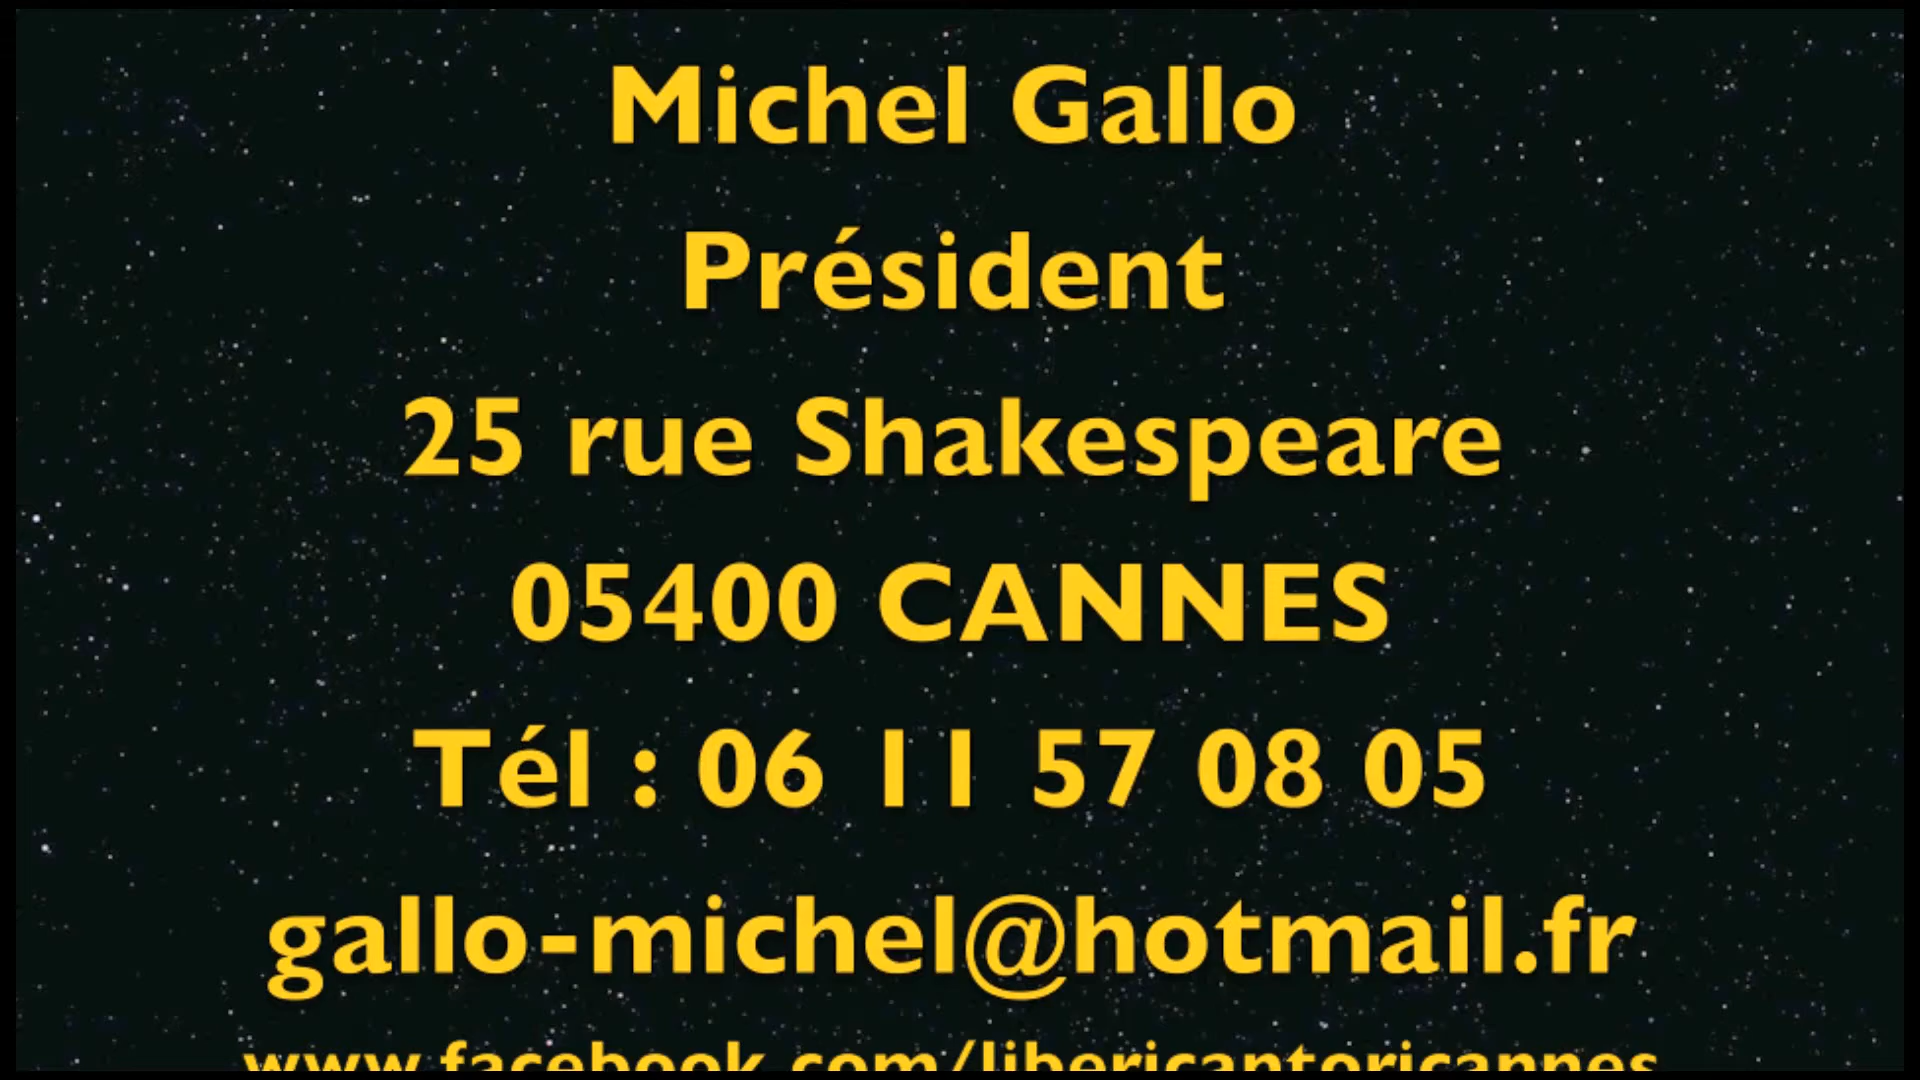 Michel Gallo
Président
25 rue Shakespeare
05400 CANNES
Tél : 06 11 57 08 05
gallo-michel@hotmail.fr
www.facebook.com/libericantoricannes